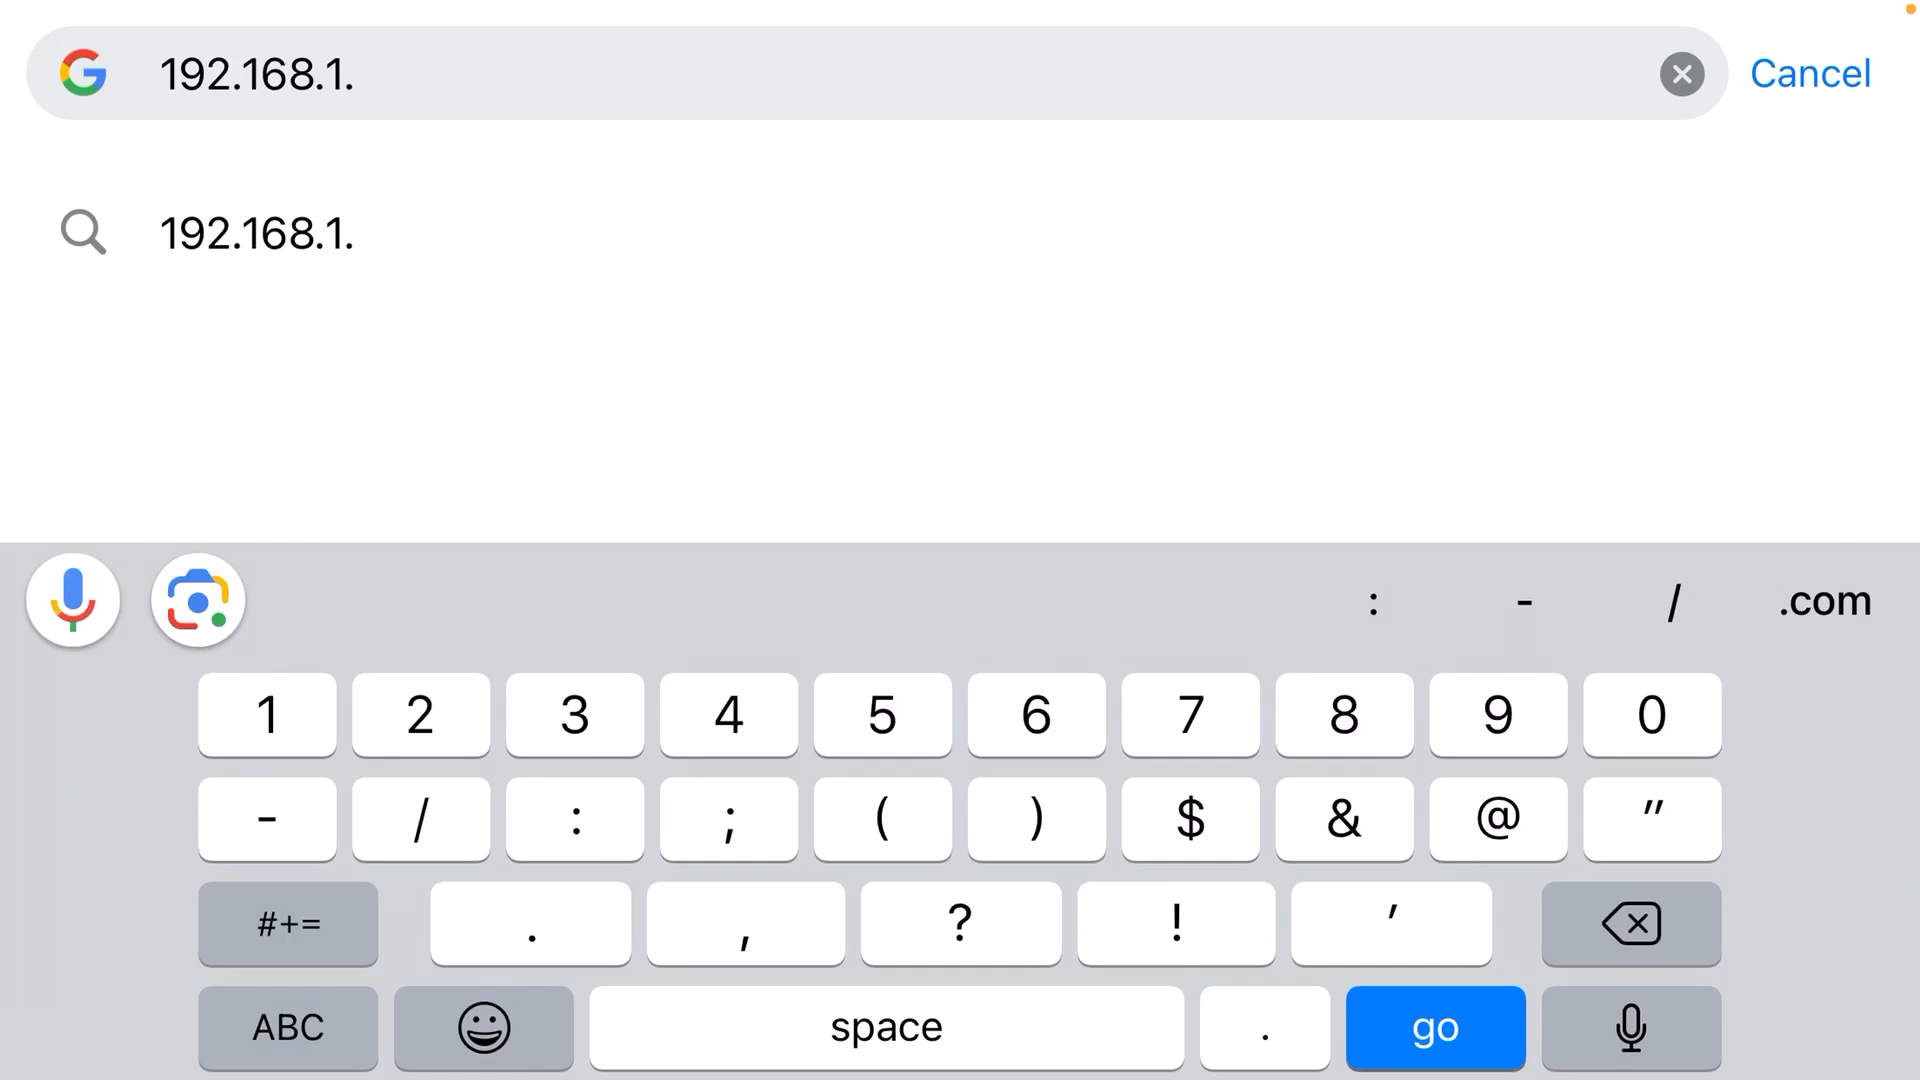 192.168.1.
Cancel
192.168.1.
: - / .com
1 2 3 4 5 6 7 8 9 0
- / : ; ( ) $ & @ "
#+= . , ? ! '
ABC space . go